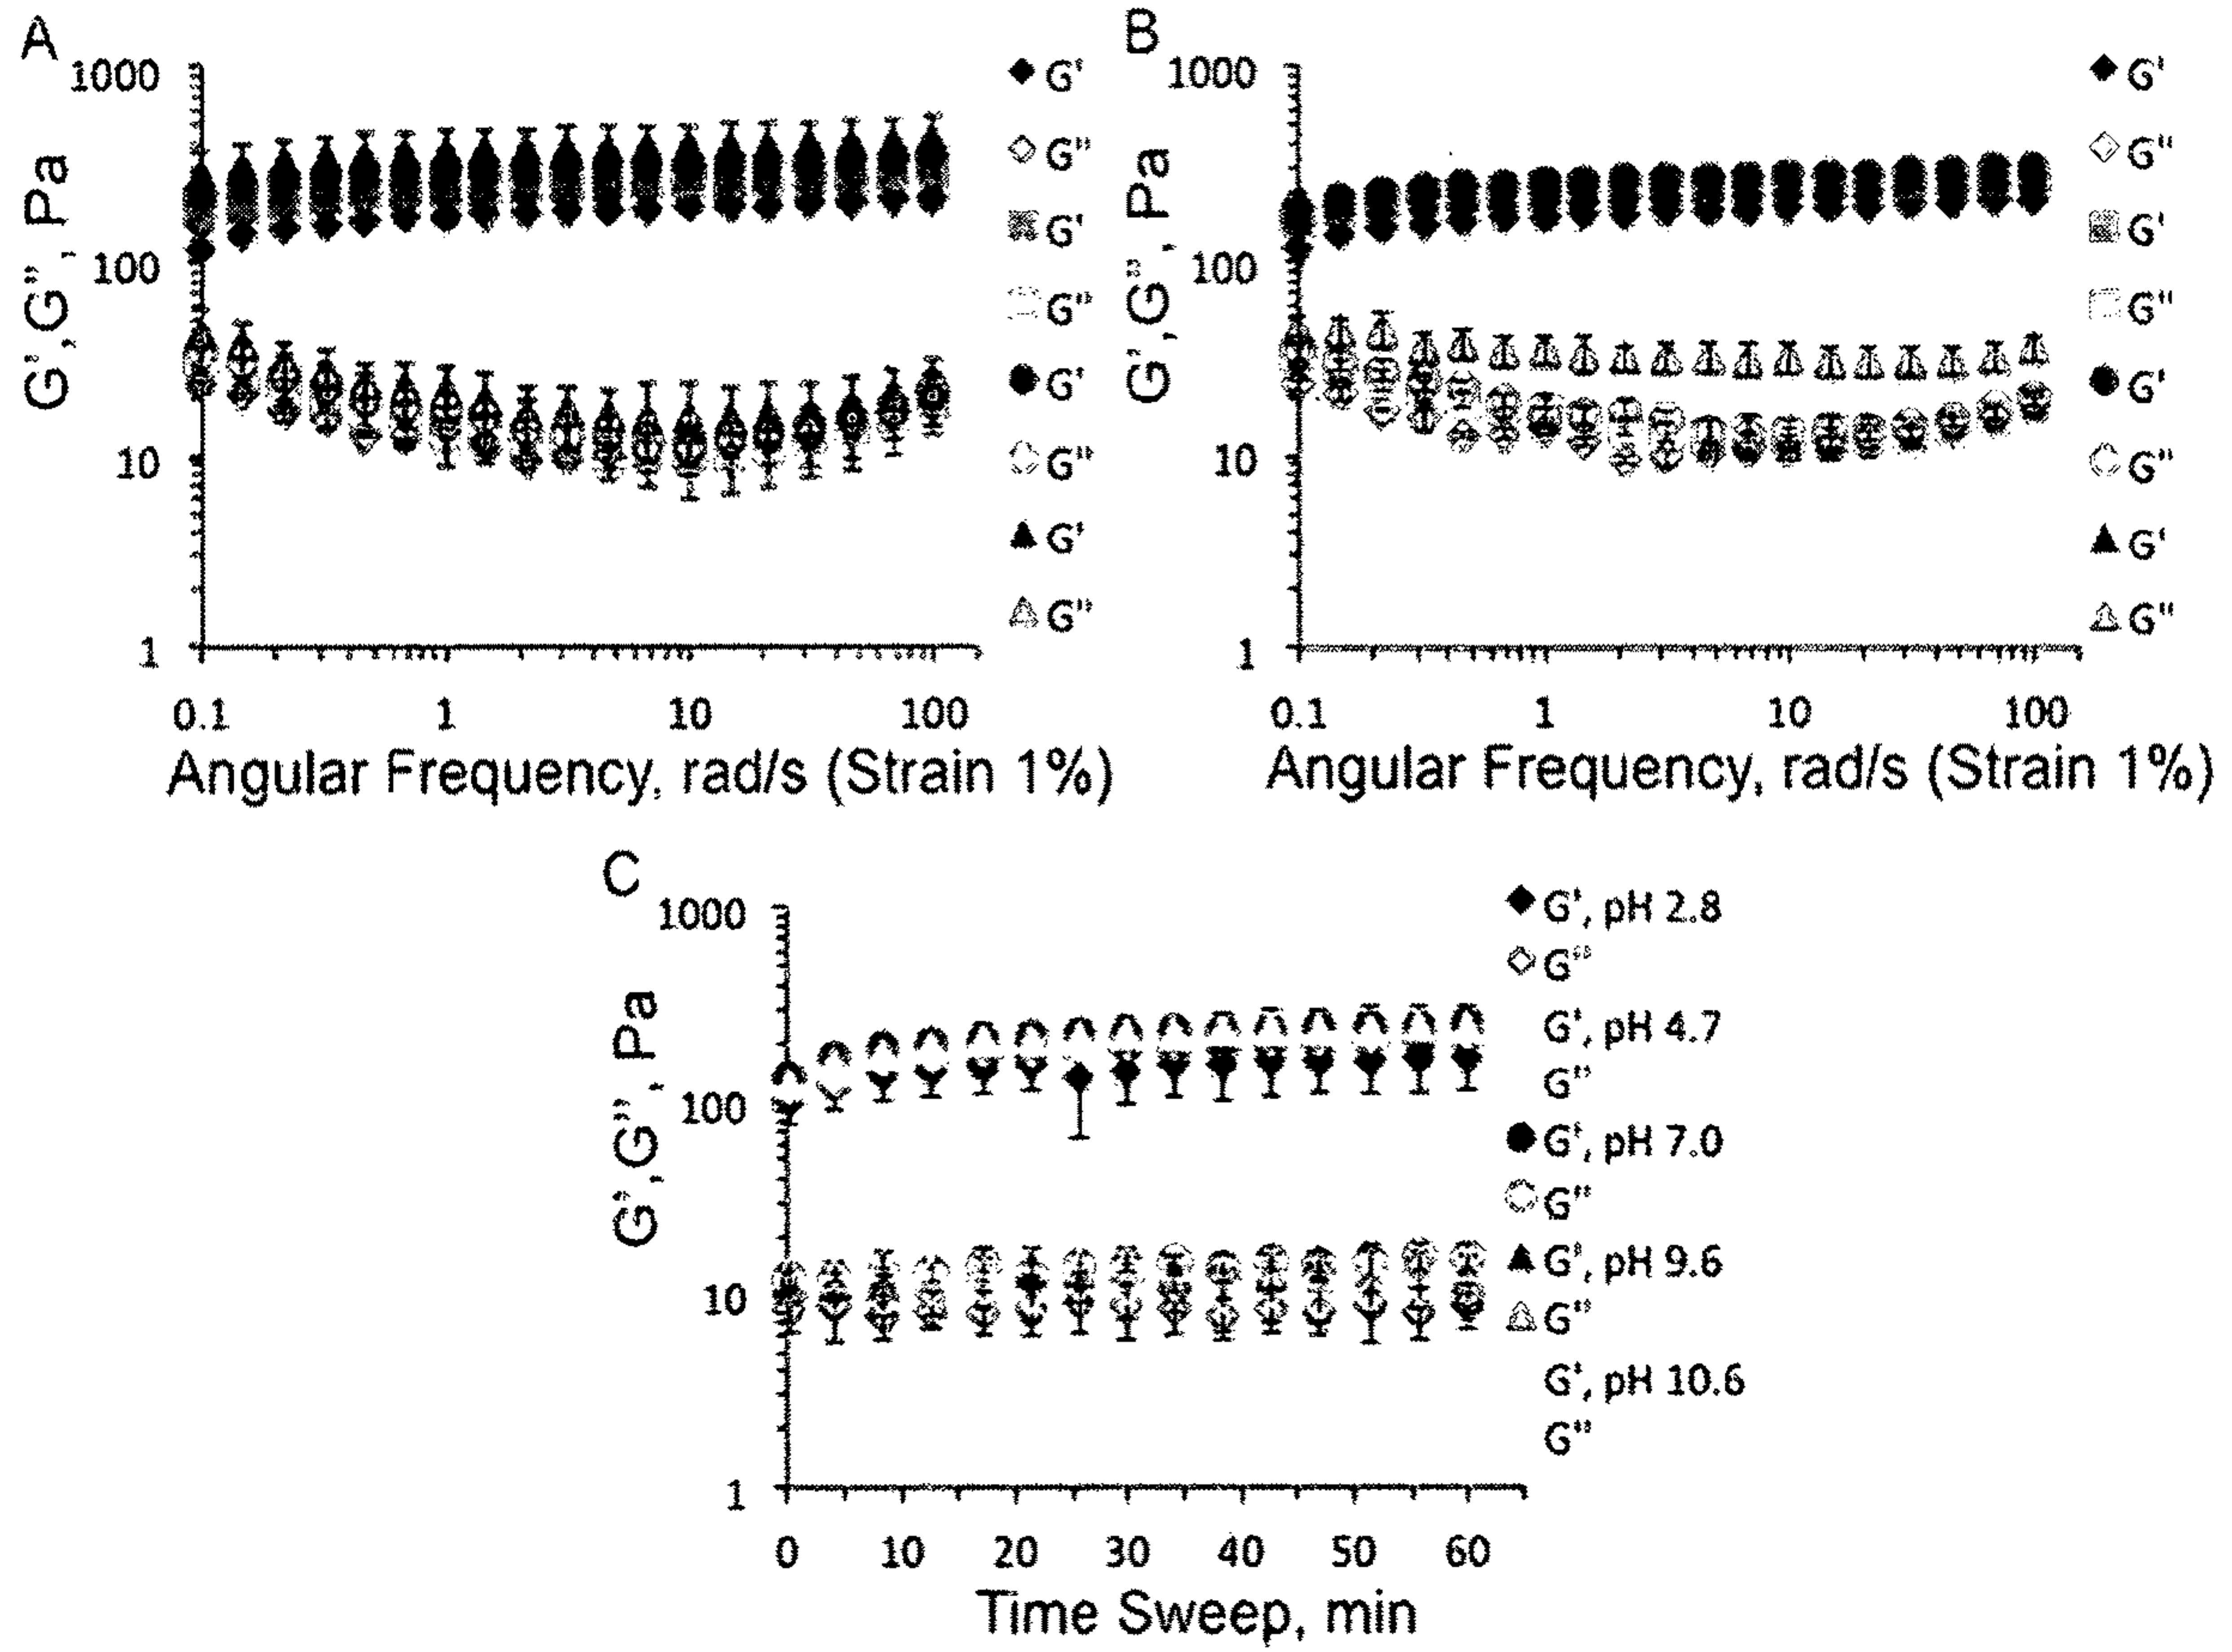 A
1000
100
10
1
G',G'', Pa
0.1 1 10 100
Angular Frequency, rad/s (Strain 1%)
G'
G''
G'
G''
G'
G''
G'
G''
B
1000
100
10
1
G',G'', Pa
0.1 1 10 100
Angular Frequency, rad/s (Strain 1%)
G'
G''
G'
G''
G'
G''
G'
G''
C
1000
100
10
1
G',G'', Pa
0 10 20 30 40 50 60
Time Sweep, min
G', pH 2.8
G''
G', pH 4.7
G''
G', pH 7.0
G''
G', pH 9.6
G''
G', pH 10.6
G''